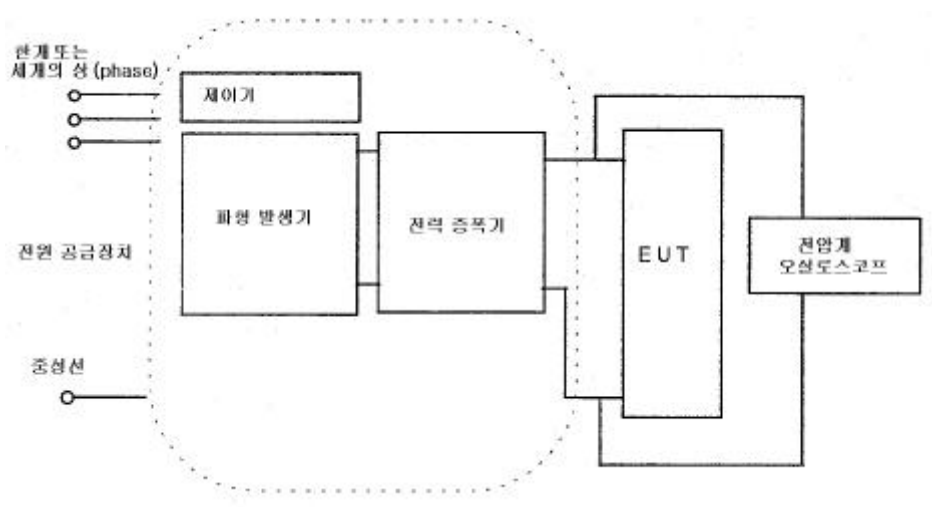 한개또는
세개의 상(phase)
제어기
파형 발생기
전력 증폭기
전원 공급장치
EUT
전압계
오실로스코프
중성선